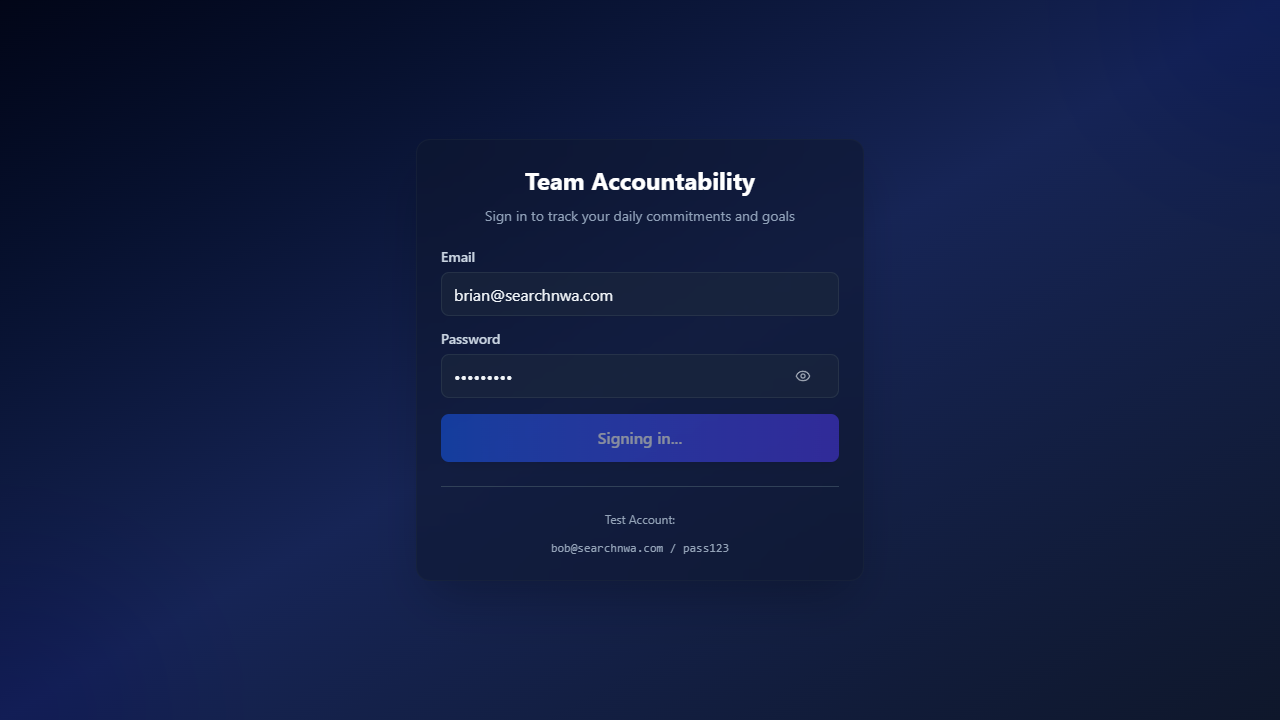 Team Accountability
Sign in to track your daily commitments and goals
Email
brian@searchnwa.com
Password
•••••••••
Signing in...
Test Account:
bob@searchnwa.com / pass123